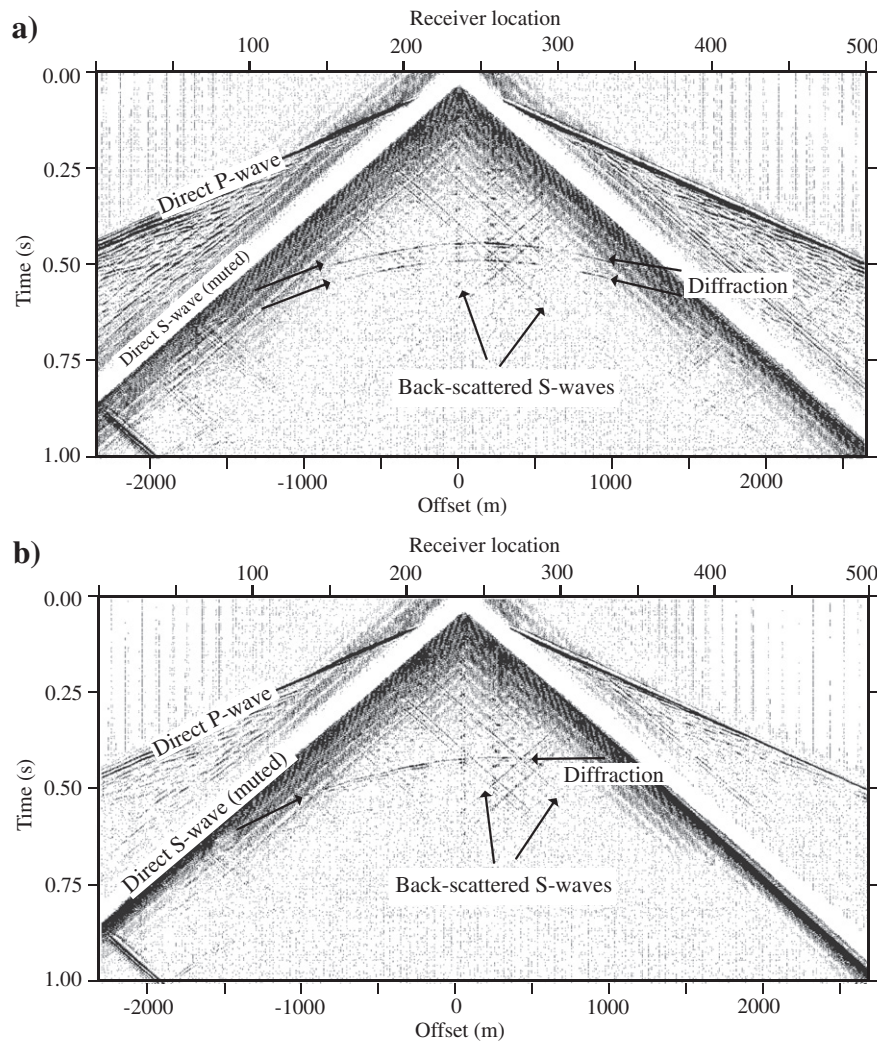 a)
Receiver location
100 200 300 400 500
0.00
0.25
0.50
0.75
1.00
Time (s)
Direct P-wave
Direct S-wave (muted)
Diffraction
Back-scattered S-waves
-2000 -1000 0 1000 2000
Offset (m)
b)
Receiver location
100 200 300 400 500
0.00
0.25
0.50
0.75
1.00
Time (s)
Direct P-wave
Direct S-wave (muted)
Diffraction
Back-scattered S-waves
-2000 -1000 0 1000 2000
Offset (m)